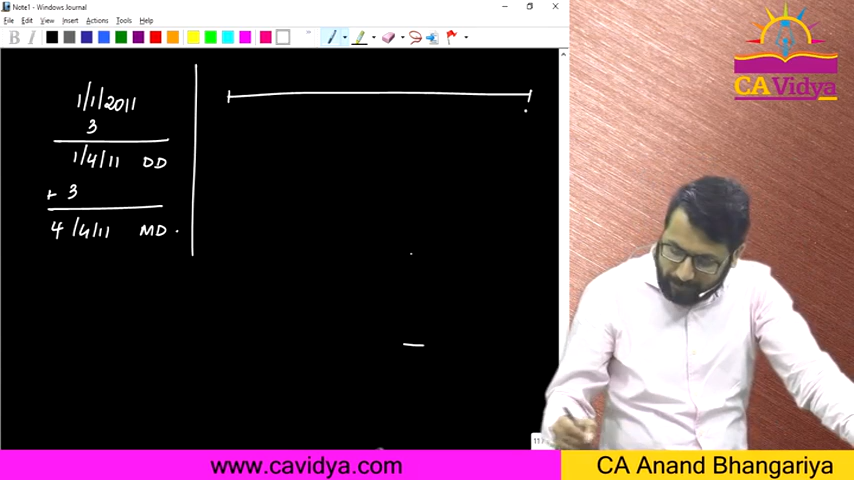 Note1 - Windows Journal
File Edit View Insert Actions Tools Help
B I
1/1/2011
3
1/4/11 DD
+ 3
4/4/11 MD.
CA Vidya
www.cavidya.com
CA Anand Bhangariya